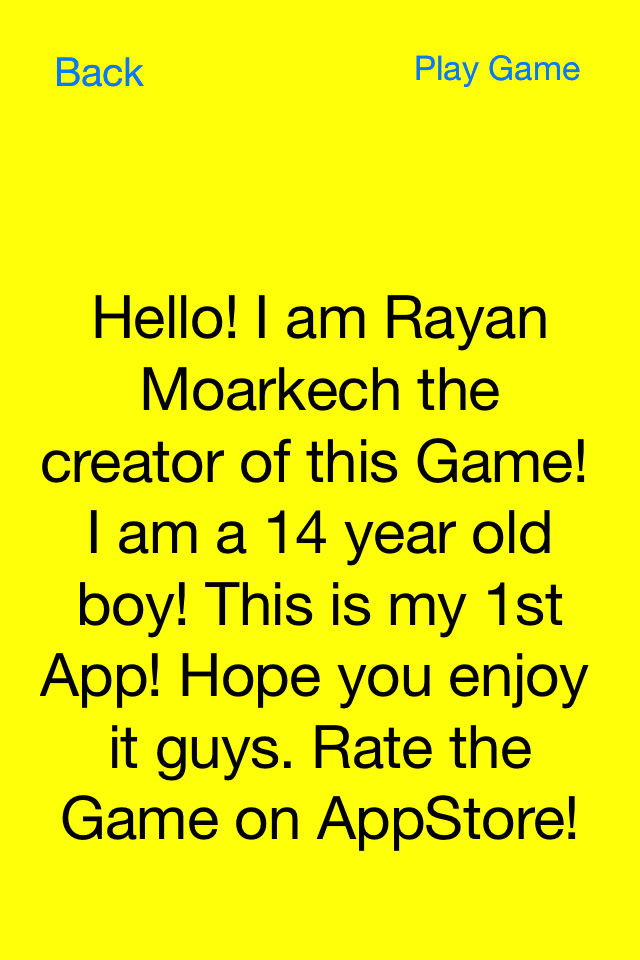 Back
Play Game
Hello! I am Rayan
Moarkech the
creator of this Game!
I am a 14 year old
boy! This is my 1st
App! Hope you enjoy
it guys. Rate the
Game on AppStore!